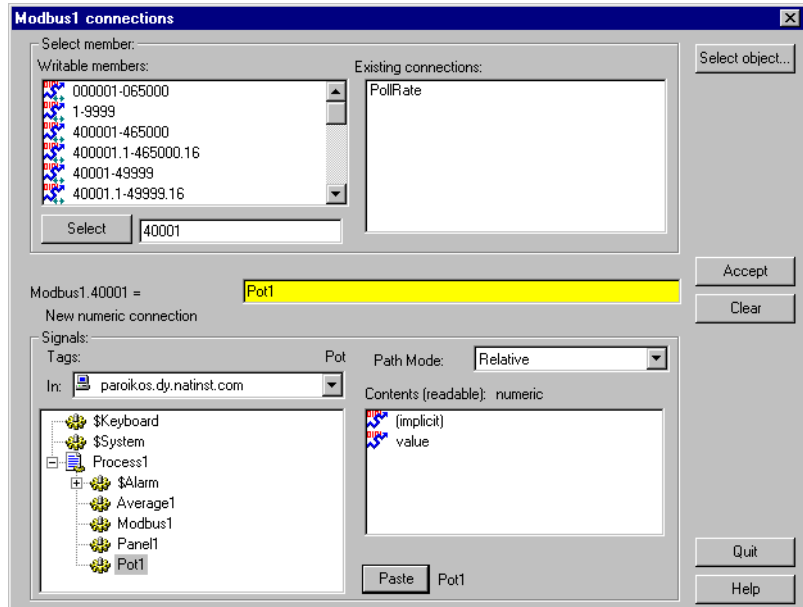 Modbus1 connections
Select member:
Writable members:
000001-065000
1-9999
400001-465000
400001.1-465000.16
40001-49999
40001.1-49999.16
Select
40001
Existing connections:
PollRate
Select object...
Modbus1.40001 =
Pot1
New numeric connection
Accept
Clear
Signals:
Tags:
Pot
In:
paroikos.dy.natinst.com
$Keyboard
$System
Process1
$Alarm
Average1
Modbus1
Panel1
Pot1
Path Mode:
Relative
Contents (readable): numeric
(implicit)
value
Paste
Pot1
Quit
Help